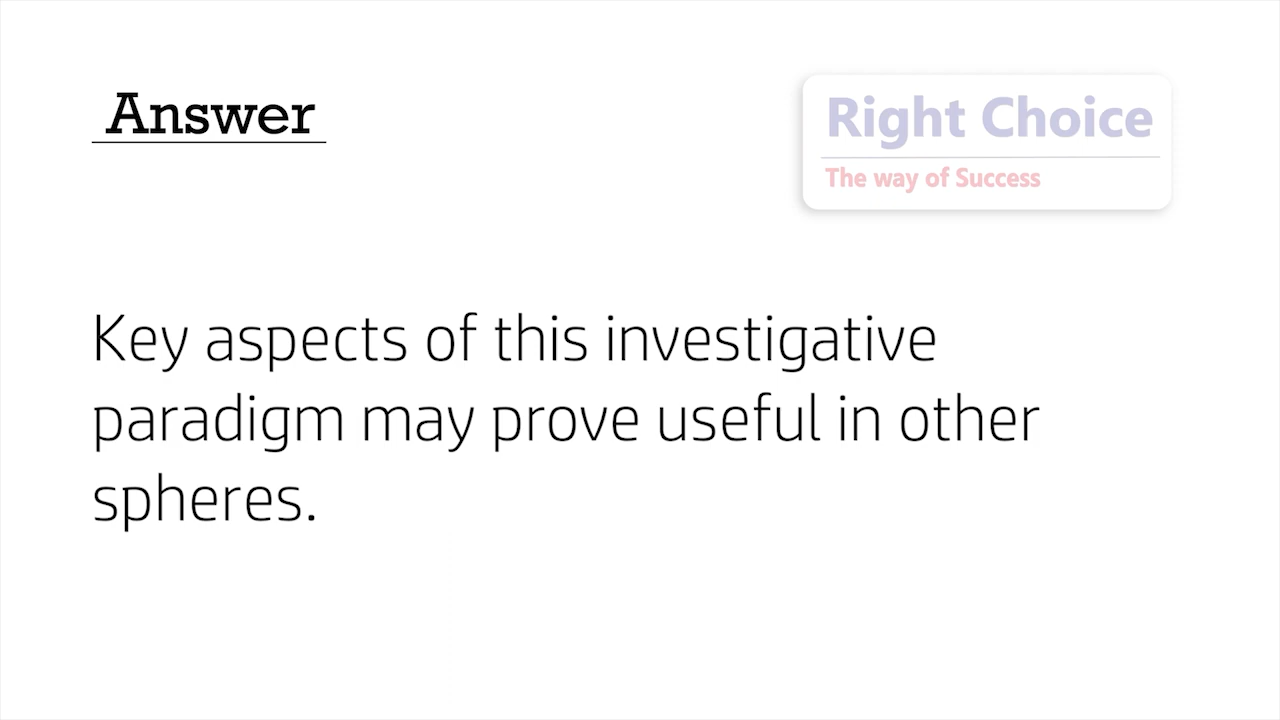 Answer
Right Choice
The way of Success
Key aspects of this investigative
paradigm may prove useful in other
spheres.